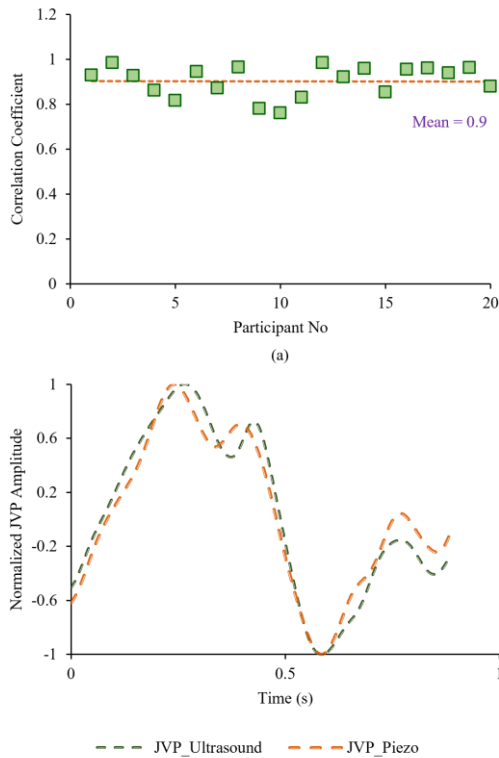 1.2
1
0.8
0.6
0.4
0.2
0
Correlation Coefficient
Mean = 0.9
0 5 10 15 20
Participant No
(a)
1
0.6
0.2
-0.2
-0.6
-1
Normalized JVP Amplitude
0 0.5 1
Time (s)
JVP_Ultrasound JVP_Piezo